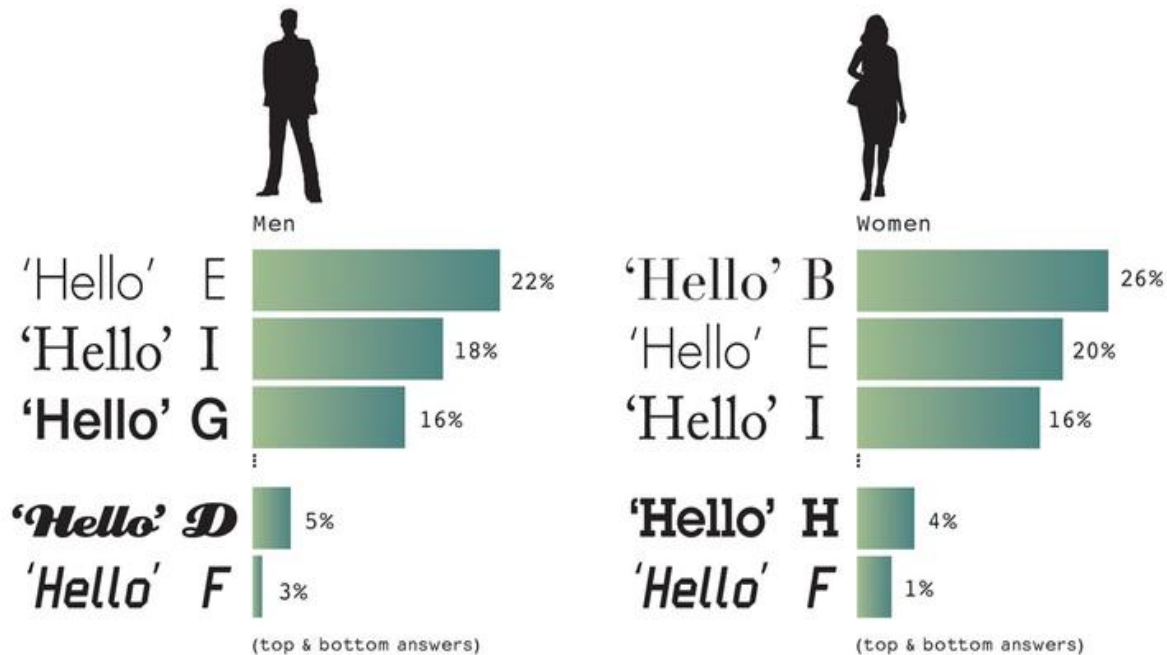 Men
‘Hello’ E 22%
‘Hello’ I 18%
‘Hello’ G 16%
‘Hello’ D 5%
‘Hello’ F 3%
(top & bottom answers)
Women
‘Hello’ B 26%
‘Hello’ E 20%
‘Hello’ I 16%
‘Hello’ H 4%
‘Hello’ F 1%
(top & bottom answers)